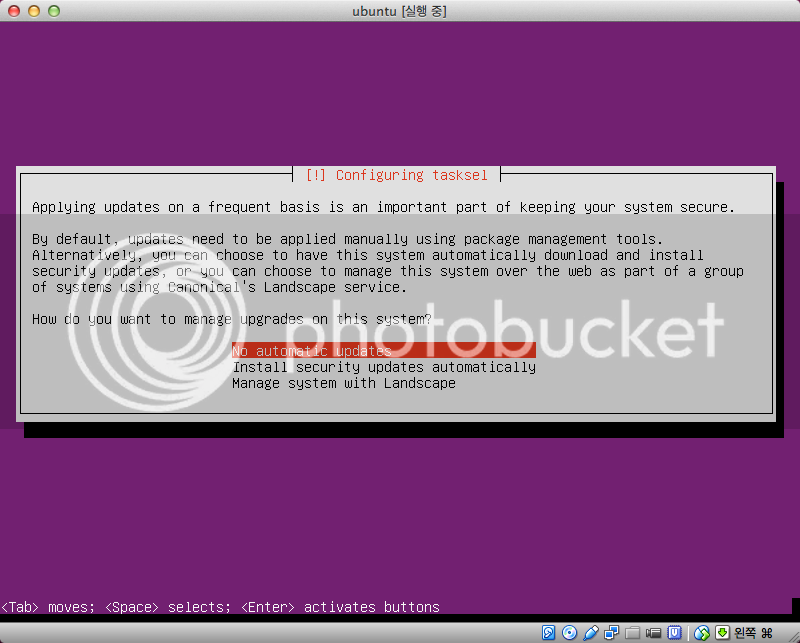 ubuntu [실행 중]
[!] Configuring tasksel
Applying updates on a frequent basis is an important part of keeping your system secure.
By default, updates need to be applied manually using package management tools.
Alternatively, you can choose to have this system automatically download and install
security updates, or you can choose to manage this system over the web as part of a group
of systems using Canonical's Landscape service.
How do you want to manage upgrades on this system?
photobucket
No automatic updates
Install security updates automatically
Manage system with Landscape
<Tab> moves; <Space> selects; <Enter> activates buttons
왼쪽 ⌘